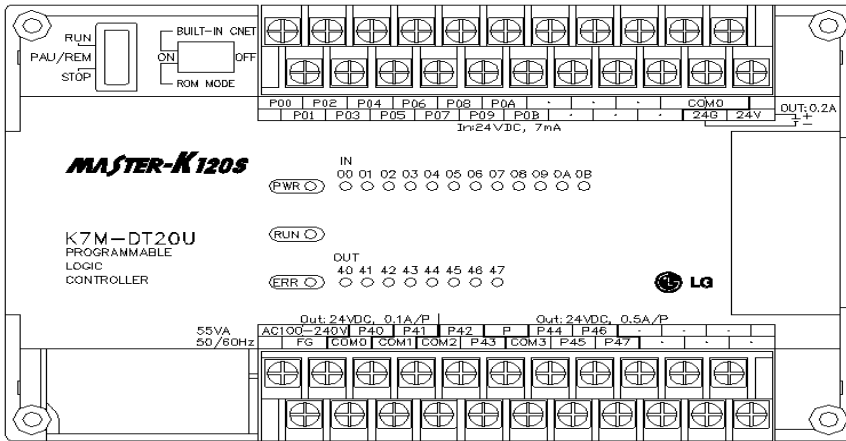 RUN
PAU/REM
STOP
BUILT-IN CNET
ON OFF
ROM MODE
P00 P02 P04 P06 P08 P0A · · · COM0
P01 P03 P05 P07 P09 P0B · · · 24G 24V
In:24VDC, 7mA
OUT:0.2A
+
−
MASTER-K120S
IN
00 01 02 03 04 05 06 07 08 09 0A 0B
PWR
K7M-DT20U
PROGRAMMABLE
LOGIC
CONTROLLER
RUN
OUT
40 41 42 43 44 45 46 47
ERR
LG
Out: 24VDC, 0.1A/P Out: 24VDC, 0.5A/P
55VA
50/60Hz
AC100-240V P40 P41 P42 P P44 P46 · · · ·
FG COM0 COM1 COM2 P43 COM3 P45 P47 · · ·